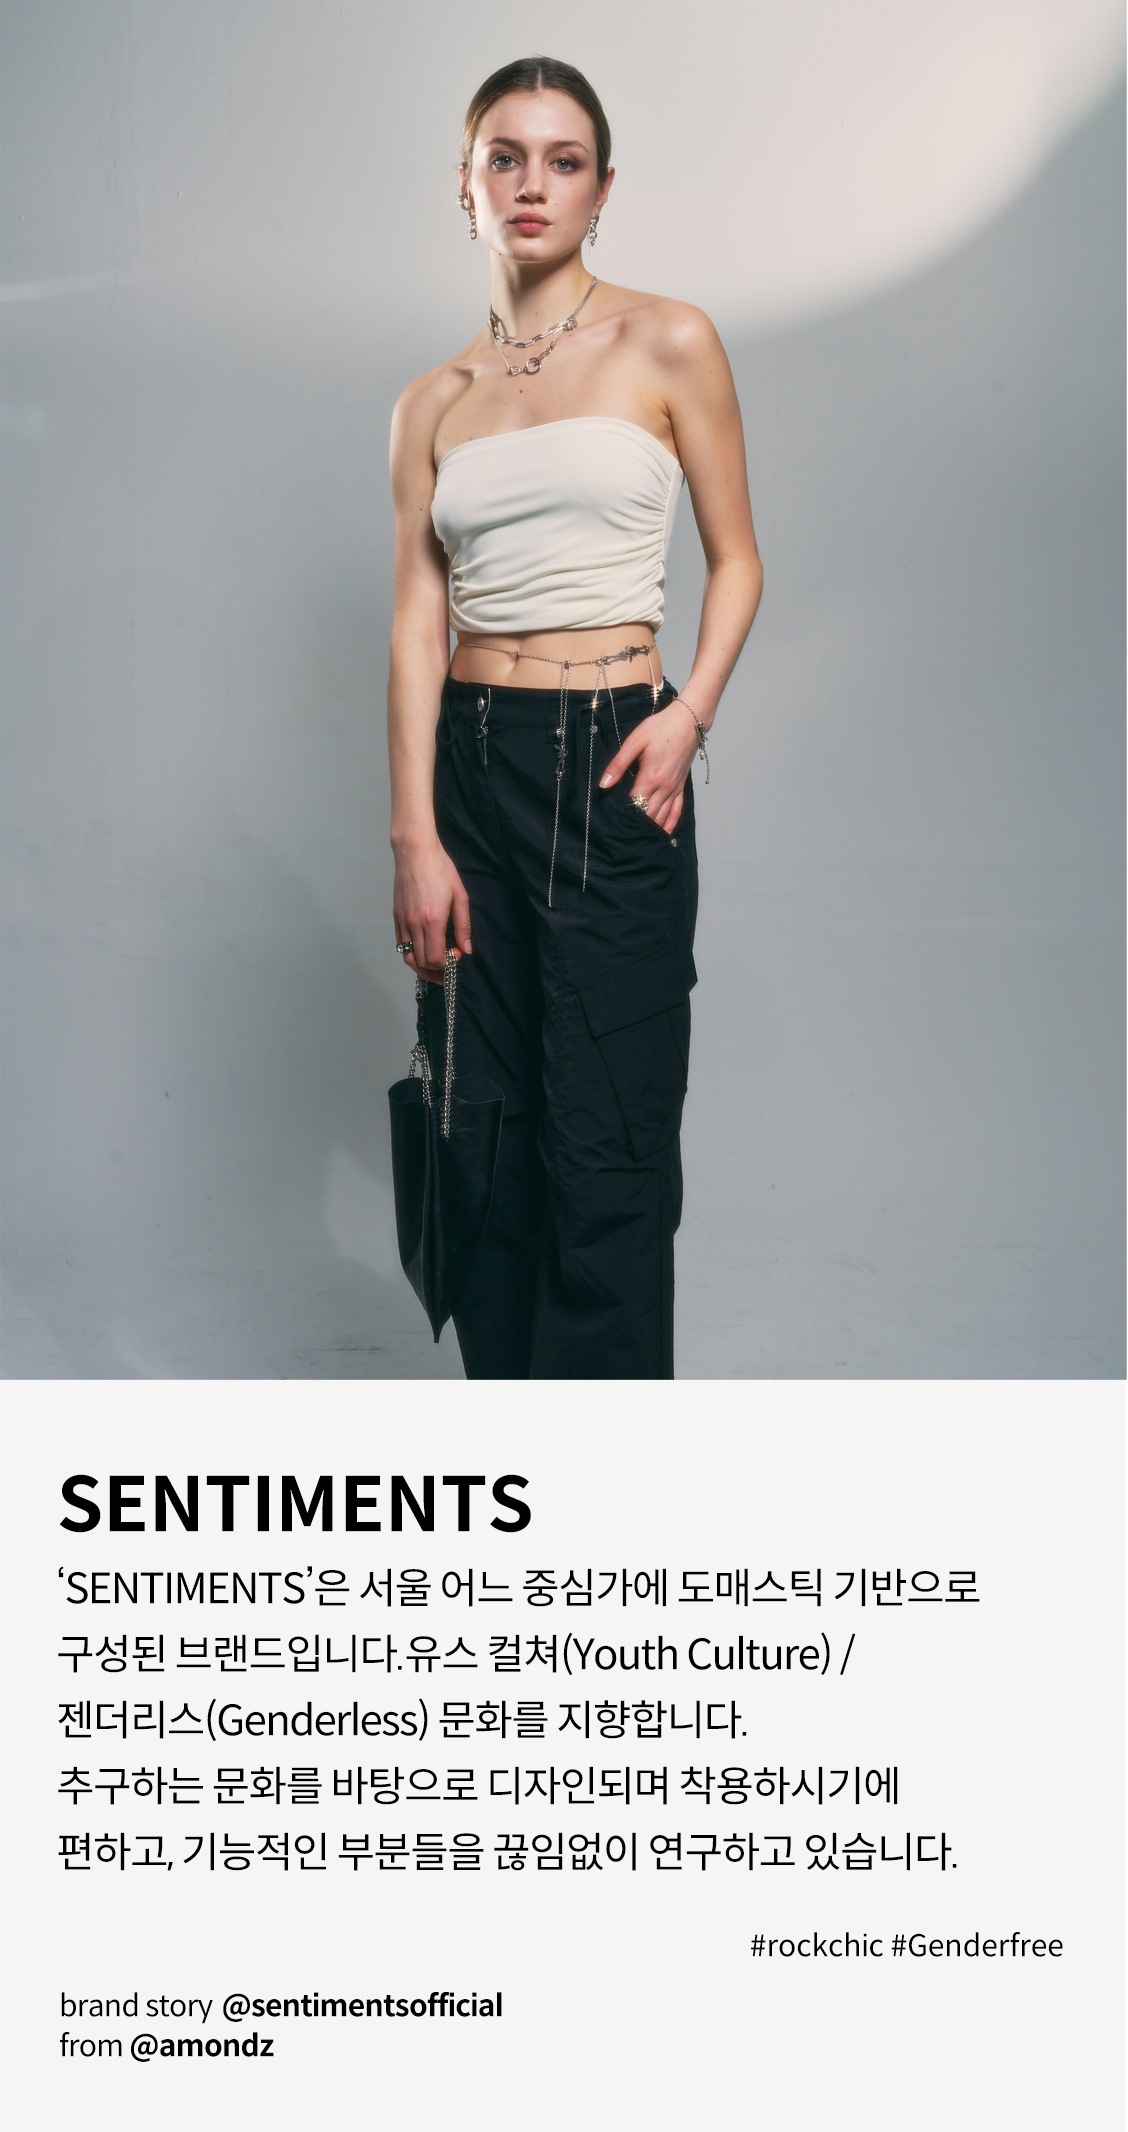 SENTIMENTS
‘SENTIMENTS’은 서울 어느 중심가에 도매스틱 기반으로
구성된 브랜드입니다.유스 컬쳐(Youth Culture) /
젠더리스(Genderless) 문화를 지향합니다.
추구하는 문화를 바탕으로 디자인되며 착용하시기에
편하고, 기능적인 부분들을 끊임없이 연구하고 있습니다.
#rockchic #Genderfree
brand story @sentimentsofficial
from @amondz